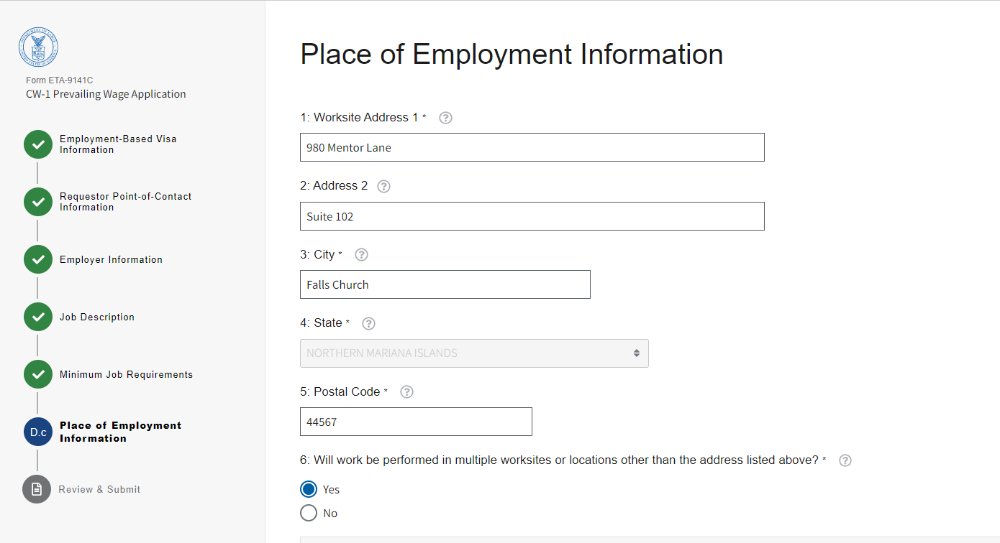 Form ETA-9141C
CW-1 Prevailing Wage Application
Employment-Based Visa
Information
Requestor Point-of-Contact
Information
Employer Information
Job Description
Minimum Job Requirements
D.c
Place of Employment
Information
Review & Submit
Place of Employment Information
1: Worksite Address 1 *
980 Mentor Lane
2: Address 2
Suite 102
3: City *
Falls Church
4: State *
NORTHERN MARIANA ISLANDS
5: Postal Code *
44567
6: Will work be performed in multiple worksites or locations other than the address listed above? *
Yes
No